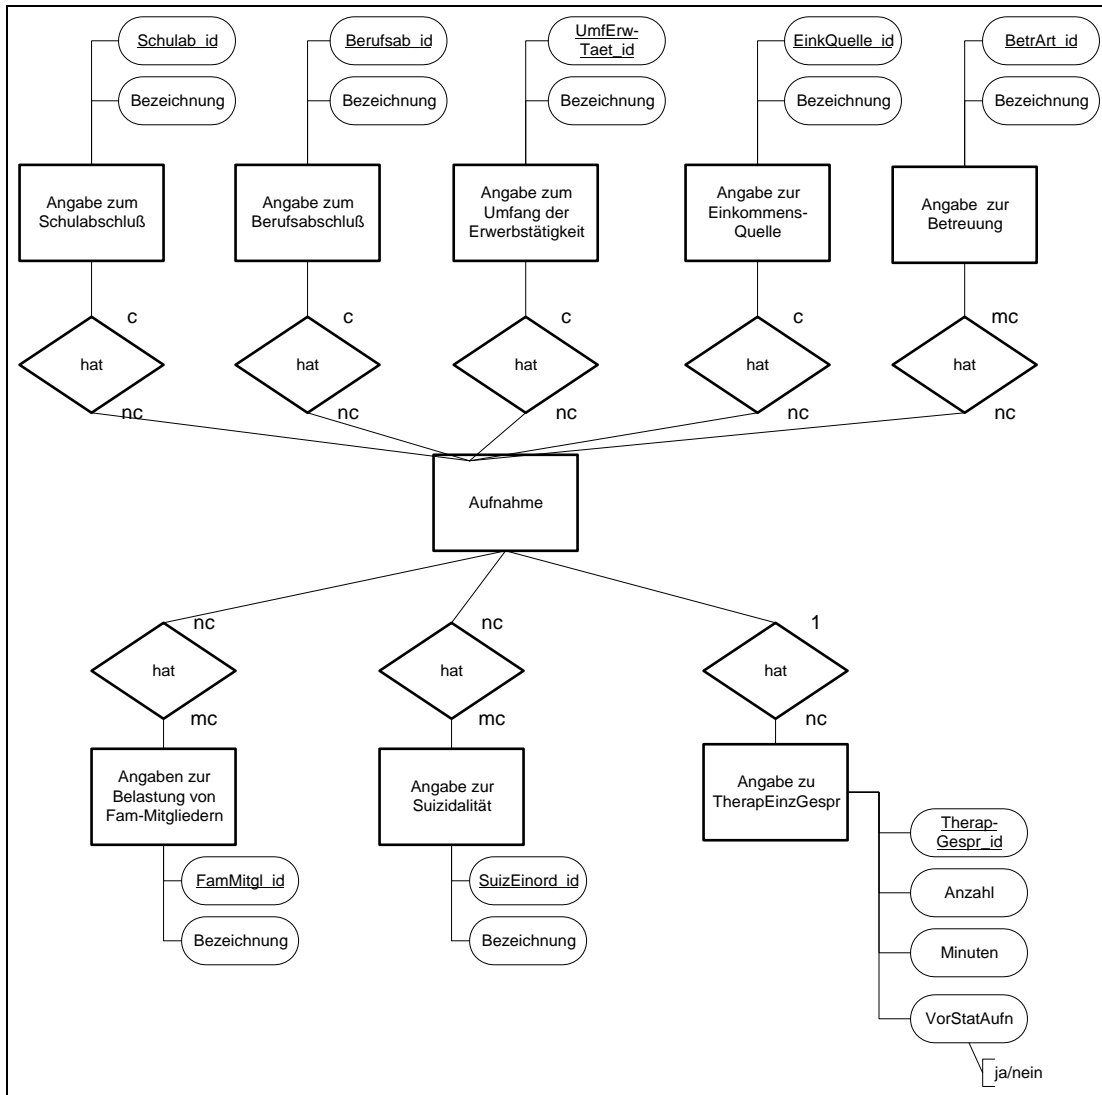 Schulab_id
Berufsab_id
UmfErw-
Taet_id
EinkQuelle_id
BetrArt_id
Bezeichnung
Bezeichnung
Bezeichnung
Bezeichnung
Bezeichnung
Angabe zum
Schulabschluß
Angabe zum
Berufsabschluß
Angabe zum
Umfang der
Erwerbstätigkeit
Angabe zur
Einkommens-
Quelle
Angabe zur
Betreuung
c
c
c
c
mc
hat
hat
hat
hat
hat
nc
nc
nc
nc
nc
Aufnahme
nc
nc
1
hat
hat
hat
mc
mc
nc
Angaben zur
Belastung von
Fam-Mitgliedern
Angabe zur
Suizidalität
Angabe zu
TherapEinzGespr
FamMitgl_id
Bezeichnung
SuizEinord_id
Bezeichnung
Therap-
Gespr_id
Anzahl
Minuten
VorStatAufn
ja/nein